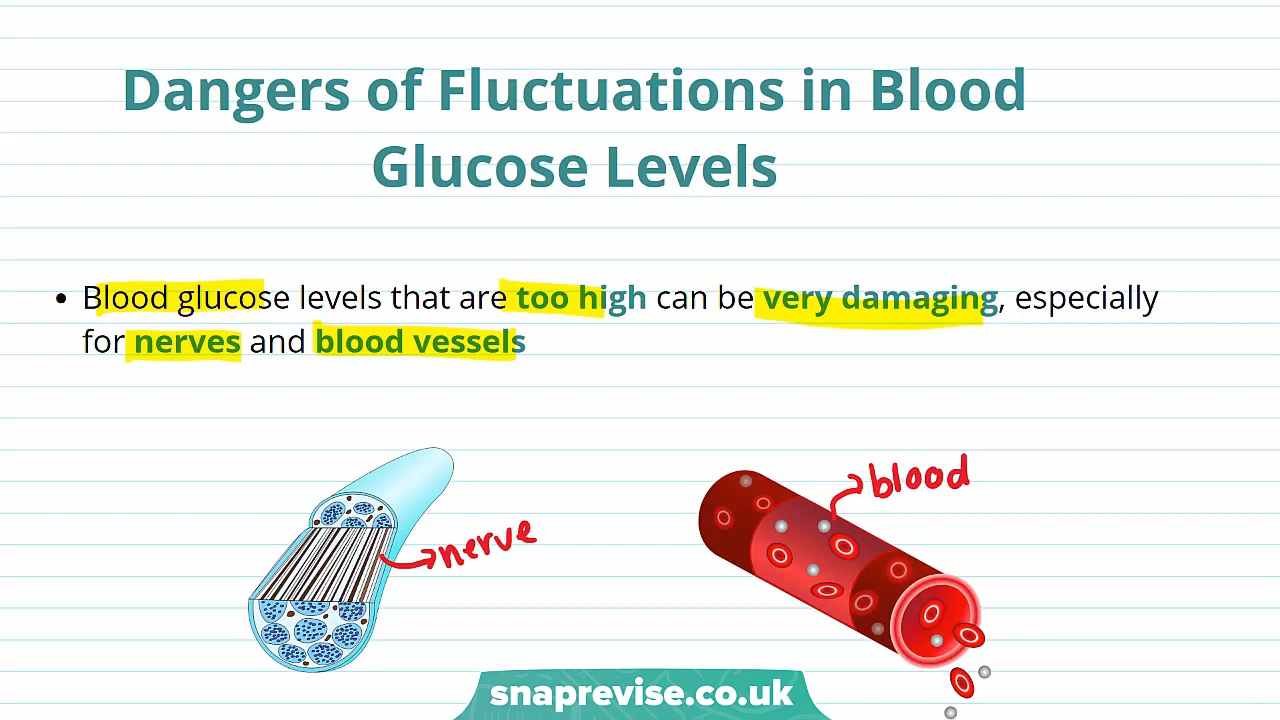 Dangers of Fluctuations in Blood
Glucose Levels
• Blood glucose levels that are too high can be very damaging, especially
for nerves and blood vessels
blood
nerve
snaprevise.co.uk